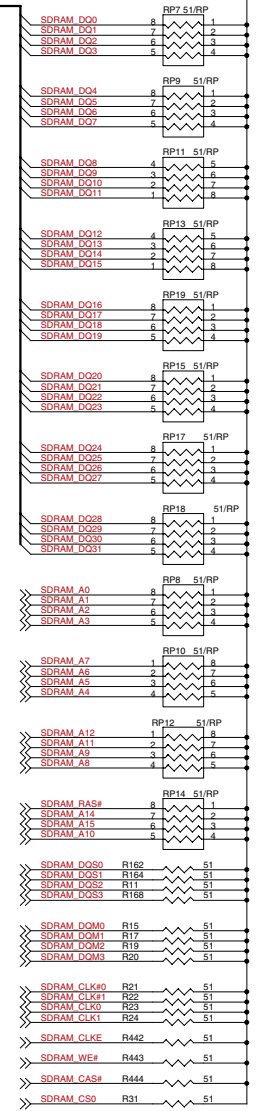 RP7 51/RP
SDRAM_DQ0 8 1
SDRAM_DQ1 7 2
SDRAM_DQ2 6 3
SDRAM_DQ3 5 4
RP9 51/RP
SDRAM_DQ4 8 1
SDRAM_DQ5 7 2
SDRAM_DQ6 6 3
SDRAM_DQ7 5 4
RP11 51/RP
SDRAM_DQ8 4 5
SDRAM_DQ9 3 6
SDRAM_DQ10 2 7
SDRAM_DQ11 1 8
RP13 51/RP
SDRAM_DQ12 4 5
SDRAM_DQ13 3 6
SDRAM_DQ14 2 7
SDRAM_DQ15 1 8
RP19 51/RP
SDRAM_DQ16 8 1
SDRAM_DQ17 7 2
SDRAM_DQ18 6 3
SDRAM_DQ19 5 4
RP15 51/RP
SDRAM_DQ20 8 1
SDRAM_DQ21 7 2
SDRAM_DQ22 6 3
SDRAM_DQ23 5 4
RP17 51/RP
SDRAM_DQ24 8 1
SDRAM_DQ25 7 2
SDRAM_DQ26 6 3
SDRAM_DQ27 5 4
RP18 51/RP
SDRAM_DQ28 8 1
SDRAM_DQ29 7 2
SDRAM_DQ30 6 3
SDRAM_DQ31 5 4
RP8 51/RP
SDRAM_A0 8 1
SDRAM_A1 7 2
SDRAM_A2 6 3
SDRAM_A3 5 4
RP10 51/RP
SDRAM_A7 1 8
SDRAM_A6 2 7
SDRAM_A5 3 6
SDRAM_A4 4 5
RP12 51/RP
SDRAM_A12 1 8
SDRAM_A11 2 7
SDRAM_A9 3 6
SDRAM_A8 4 5
RP14 51/RP
SDRAM_RAS# 8 1
SDRAM_A14 7 2
SDRAM_A15 6 3
SDRAM_A10 5 4
SDRAM_DQS0 R162 51
SDRAM_DQS1 R164 51
SDRAM_DQS2 R11 51
SDRAM_DQS3 R168 51
SDRAM_DQM0 R15 51
SDRAM_DQM1 R17 51
SDRAM_DQM2 R19 51
SDRAM_DQM3 R20 51
SDRAM_CLK#0 R21 51
SDRAM_CLK#1 R22 51
SDRAM_CLK0 R23 51
SDRAM_CLK1 R24 51
SDRAM_CLKE R442 51
SDRAM_WE# R443 51
SDRAM_CAS# R444 51
SDRAM_CS0 R31 51